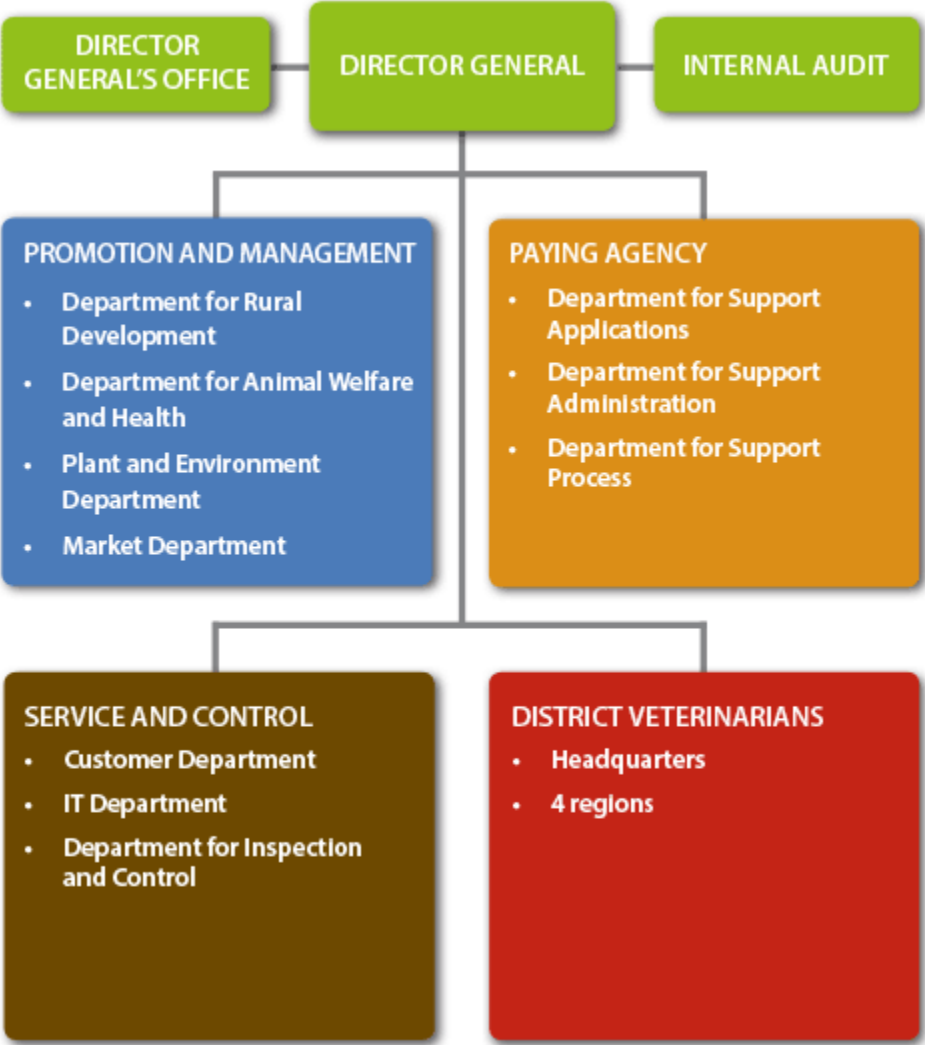 DIRECTOR
GENERAL'S OFFICE
DIRECTOR GENERAL
INTERNAL AUDIT
PROMOTION AND MANAGEMENT
• Department for Rural
Development
• Department for Animal Welfare
and Health
• Plant and Environment
Department
• Market Department
PAYING AGENCY
• Department for Support
Applications
• Department for Support
Administration
• Department for Support
Process
SERVICE AND CONTROL
• Customer Department
• IT Department
• Department for Inspection
and Control
DISTRICT VETERINARIANS
• Headquarters
• 4 regions